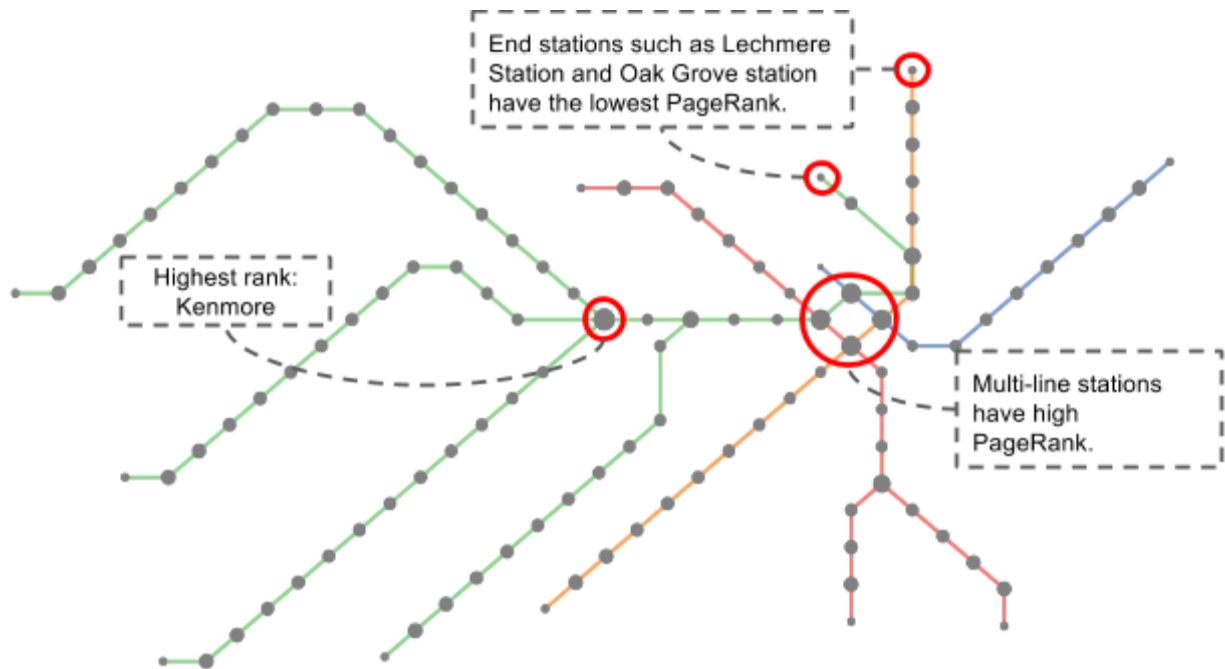 End stations such as Lechmere
Station and Oak Grove station
have the lowest PageRank.
Highest rank:
Kenmore
Multi-line stations
have high
PageRank.